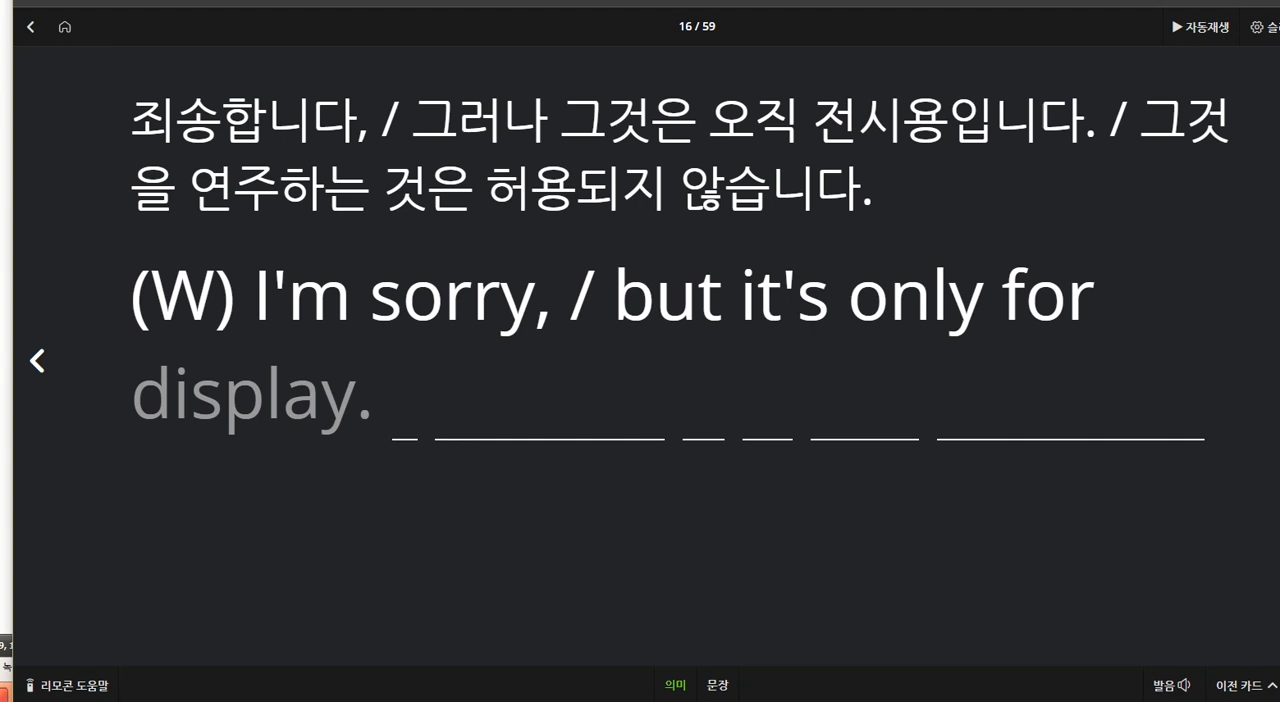 16 / 59
▶ 자동재생
죄송합니다, / 그러나 그것은 오직 전시용입니다. / 그것
을 연주하는 것은 허용되지 않습니다.
(W) I'm sorry, / but it's only for
display.
리모콘 도움말
의미
문장
발음
이전 카드